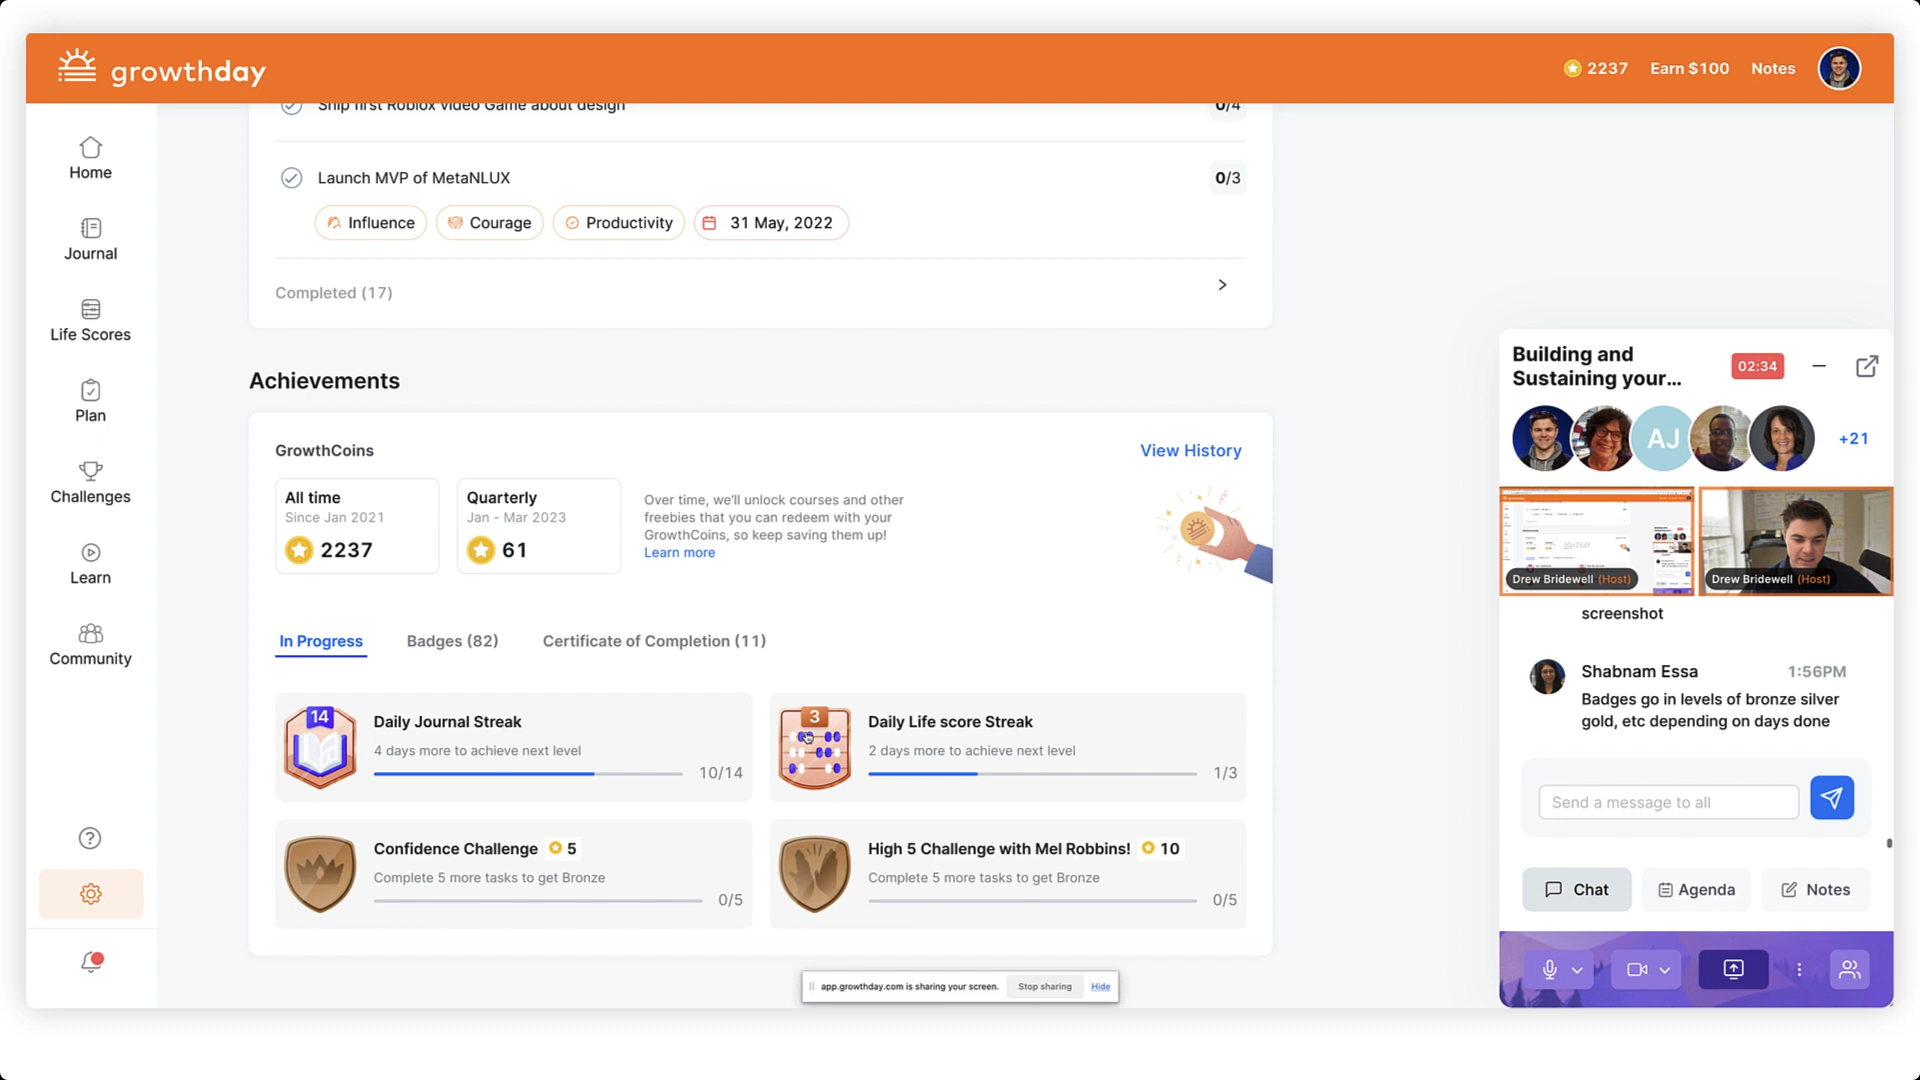 growthday
2237
Earn $100
Notes
Ship first Roblox Video Game about design
0/4
Home
Journal
Life Scores
Plan
Challenges
Learn
Community
Launch MVP of MetaNLUX
0/3
Influence
Courage
Productivity
31 May, 2022
Completed (17)
Achievements
GrowthCoins
View History
All time
Since Jan 2021
2237
Quarterly
Jan - Mar 2023
61
Over time, we'll unlock courses and other
freebies that you can redeem with your
GrowthCoins, so keep saving them up!
Learn more
In Progress
Badges (82)
Certificate of Completion (11)
14
Daily Journal Streak
4 days more to achieve next level
10/14
3
Daily Life score Streak
2 days more to achieve next level
1/3
Confidence Challenge
5
Complete 5 more tasks to get Bronze
0/5
High 5 Challenge with Mel Robbins!
10
Complete 5 more tasks to get Bronze
0/5
app.growthday.com is sharing your screen.
Stop sharing
Hide
Building and
Sustaining your...
02:34
AJ
+21
Drew Bridewell (Host)
Drew Bridewell (Host)
screenshot
Shabnam Essa
1:56PM
Badges go in levels of bronze silver
gold, etc depending on days done
Send a message to all
Chat
Agenda
Notes